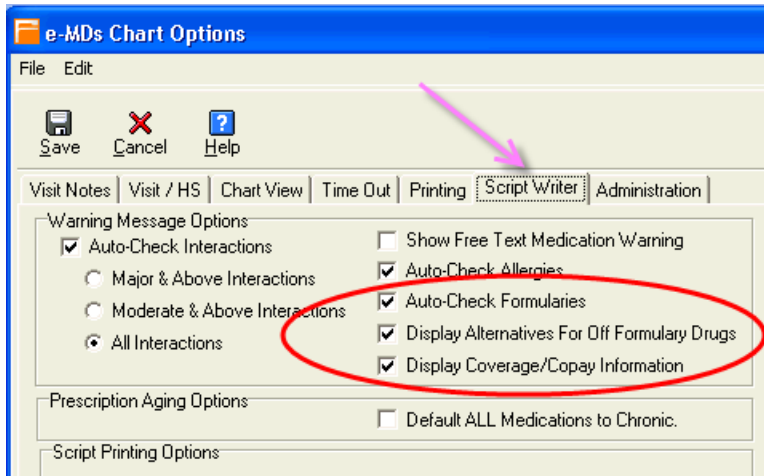 e-MDs Chart Options
File Edit
Save Cancel Help
Visit Notes Visit / HS Chart View Time Out Printing Script Writer Administration
Warning Message Options
Auto-Check Interactions
Major & Above Interactions
Moderate & Above Interactions
All Interactions
Show Free Text Medication Warning
Auto-Check Allergies
Auto-Check Formularies
Display Alternatives For Off Formulary Drugs
Display Coverage/Copay Information
Prescription Aging Options
Default ALL Medications to Chronic.
Script Printing Options